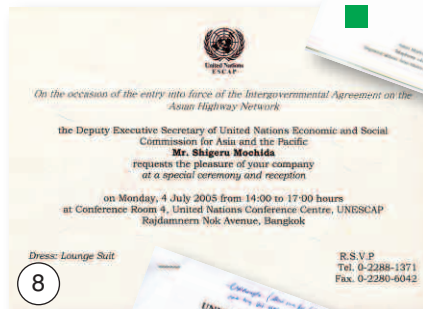 United Nations
ESCAP
On the occasion of the entry into force of the Intergovernmental Agreement on the
Asian Highway Network
the Deputy Executive Secretary of United Nations Economic and Social
Commission for Asia and the Pacific
Mr. Shigeru Mochida
requests the pleasure of your company
at a special ceremony and reception
on Monday, 4 July 2005 from 14:00 to 17:00 hours
at Conference Room 4, United Nations Conference Centre, UNESCAP
Rajdamnern Nok Avenue, Bangkok
Dress: Lounge Suit
R.S.V.P
Tel. 0-2288-1371
Fax. 0-2280-6042
8